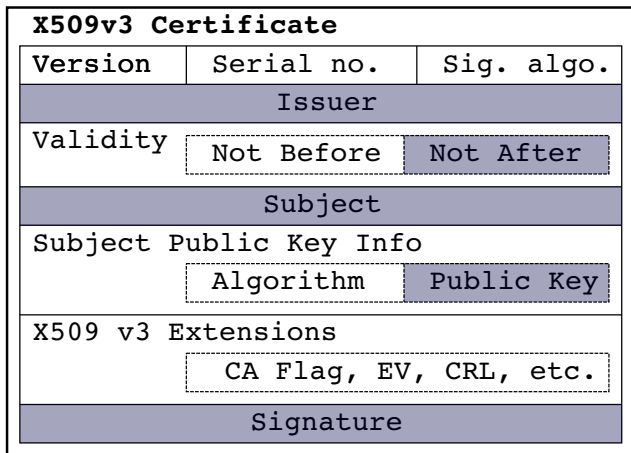 X509v3 Certificate
Version Serial no. Sig. algo.
Issuer
Validity
Not Before Not After
Subject
Subject Public Key Info
Algorithm Public Key
X509 v3 Extensions
CA Flag, EV, CRL, etc.
Signature